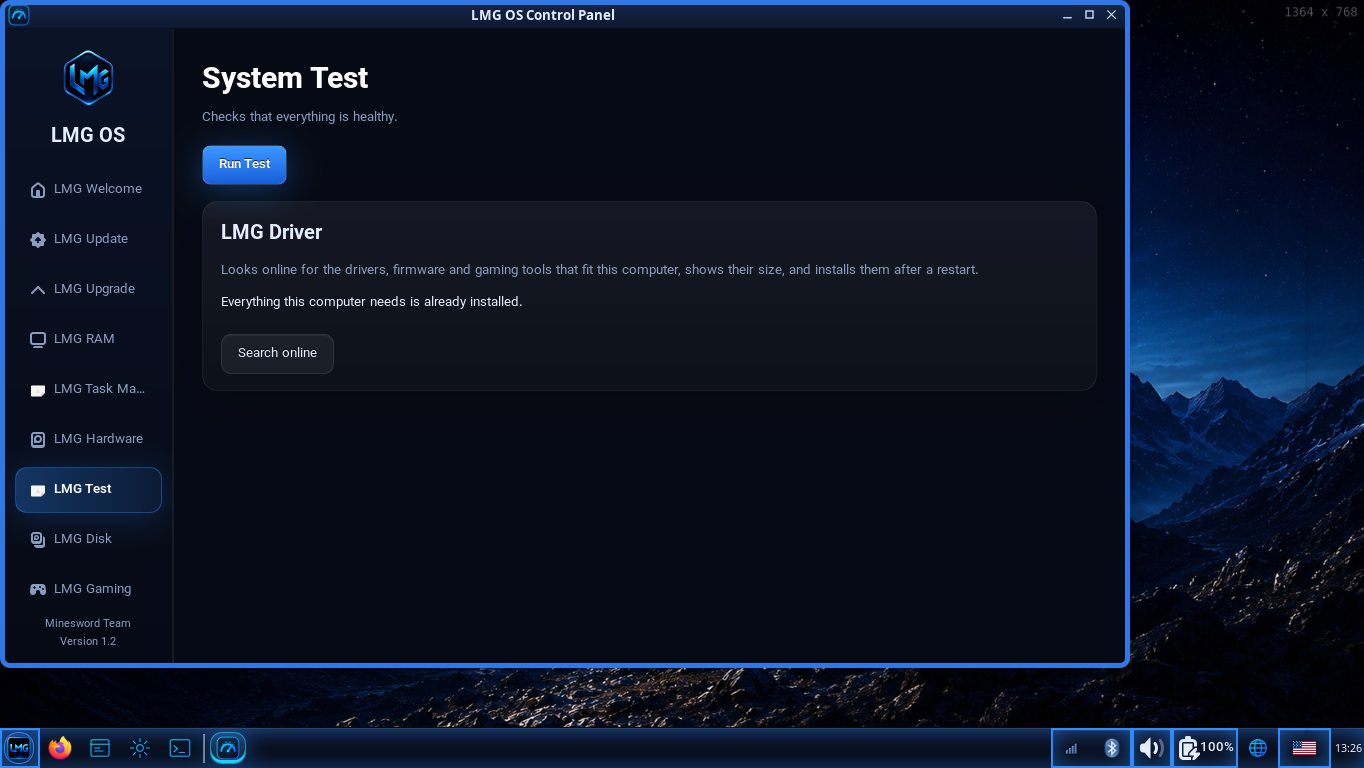 LMG OS Control Panel
1364 x 768
LMG
LMG OS
LMG Welcome
LMG Update
LMG Upgrade
LMG RAM
LMG Task Ma…
LMG Hardware
LMG Test
LMG Disk
LMG Gaming
Minesword Team
Version 1.2
System Test
Checks that everything is healthy.
Run Test
LMG Driver
Looks online for the drivers, firmware and gaming tools that fit this computer, shows their size, and installs them after a restart.
Everything this computer needs is already installed.
Search online
LMG
100%
13:26